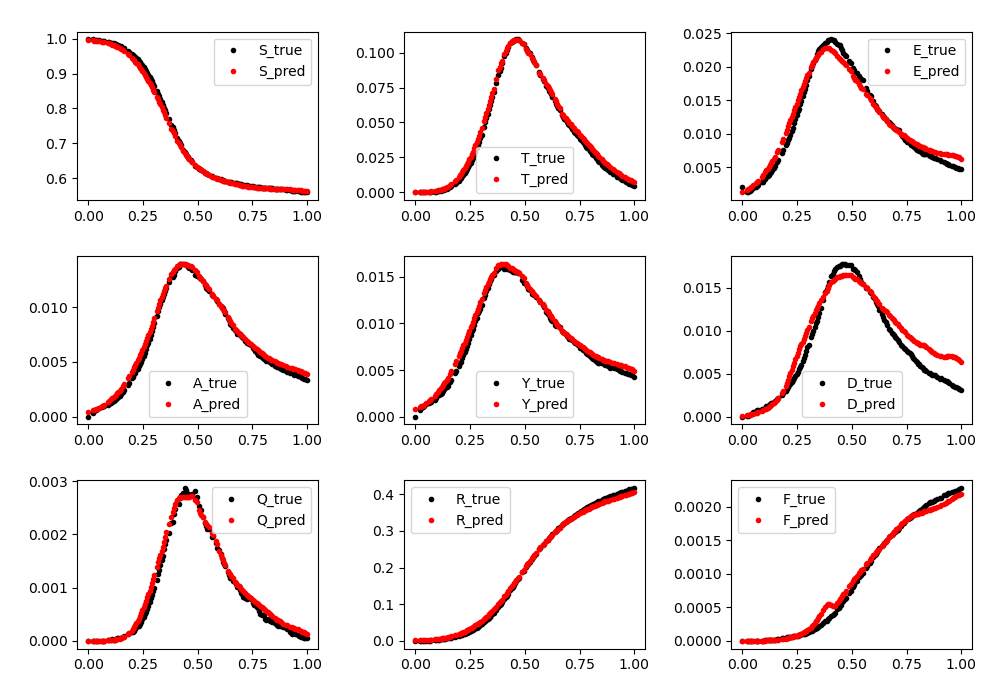 1.0
0.9
0.8
0.7
0.6
0.00 0.25 0.50 0.75 1.00
S_true
S_pred
0.100
0.075
0.050
0.025
0.000
0.00 0.25 0.50 0.75 1.00
T_true
T_pred
0.025
0.020
0.015
0.010
0.005
0.00 0.25 0.50 0.75 1.00
E_true
E_pred
0.010
0.005
0.000
0.00 0.25 0.50 0.75 1.00
A_true
A_pred
0.015
0.010
0.005
0.000
0.00 0.25 0.50 0.75 1.00
Y_true
Y_pred
0.015
0.010
0.005
0.000
0.00 0.25 0.50 0.75 1.00
D_true
D_pred
0.003
0.002
0.001
0.000
0.00 0.25 0.50 0.75 1.00
Q_true
Q_pred
0.4
0.3
0.2
0.1
0.0
0.00 0.25 0.50 0.75 1.00
R_true
R_pred
0.0020
0.0015
0.0010
0.0005
0.0000
0.00 0.25 0.50 0.75 1.00
F_true
F_pred